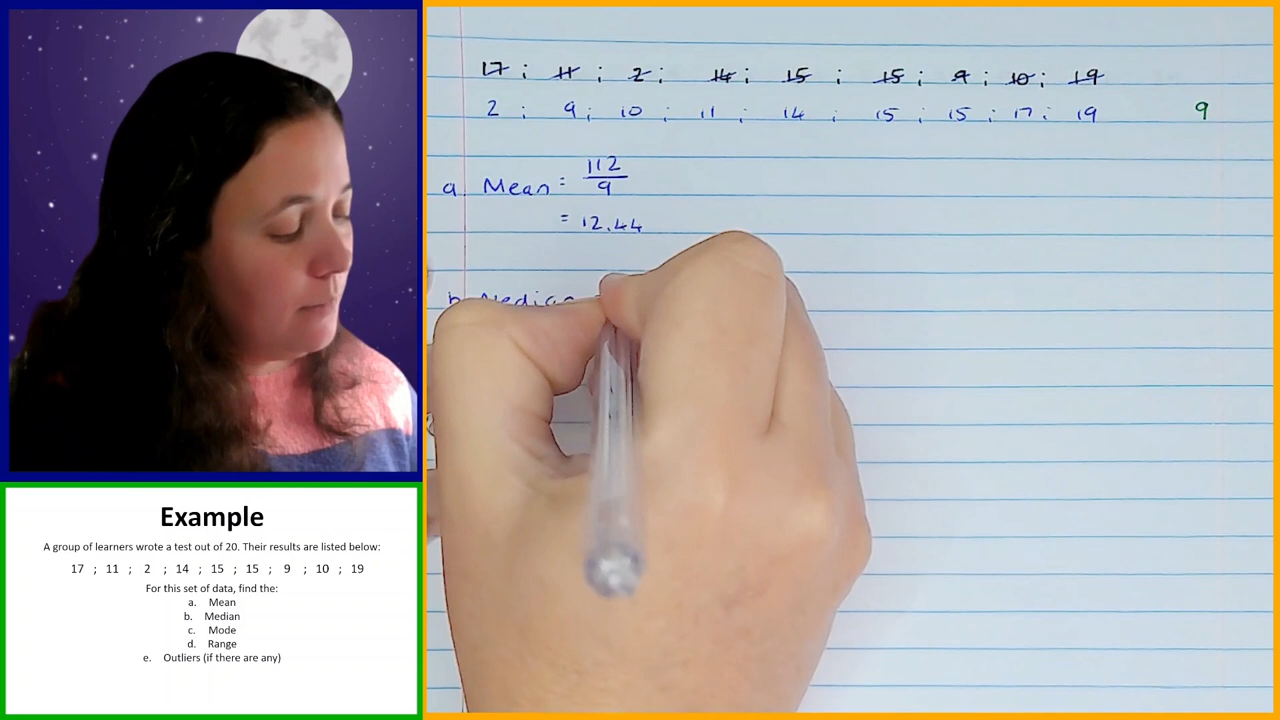 17 ; 11 ; 2 ; 14 ; 15 ; 15 ; 9 ; 10 ; 19
2 ; 9 ; 10 ; 11 ; 14 ; 15 ; 15 ; 17 ; 19 9
a. Mean = 112
9
= 12.44
b. Median
Example
A group of learners wrote a test out of 20. Their results are listed below:
17 ; 11 ; 2 ; 14 ; 15 ; 15 ; 9 ; 10 ; 19
For this set of data, find the:
a. Mean
b. Median
c. Mode
d. Range
e. Outliers (if there are any)